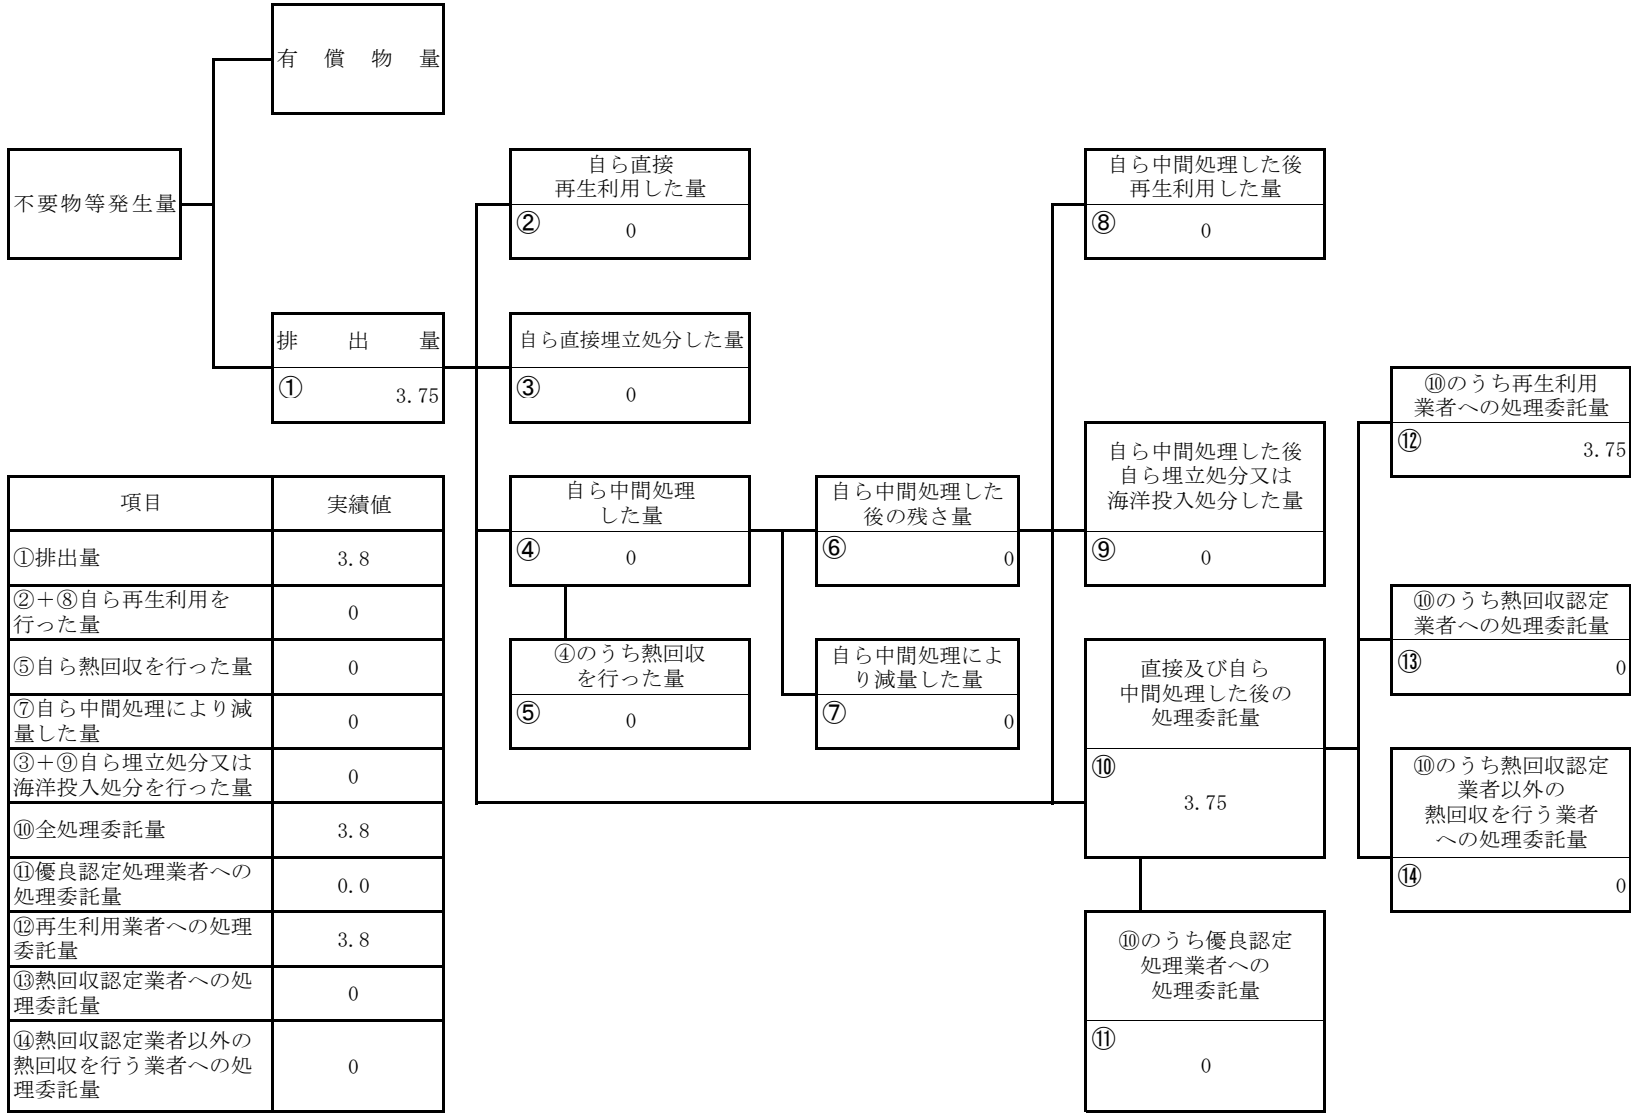 有償物量
不要物等発生量
排出量
①
3.75
自ら直接
再生利用した量
②
0
自ら直接埋立処分した量
③
0
自ら中間処理
した量
④
0
④のうち熱回収
を行った量
⑤
0
自ら中間処理した
後の残さ量
⑥
0
自ら中間処理によ
り減量した量
⑦
0
自ら中間処理した後
再生利用した量
⑧
0
自ら中間処理した後
自ら埋立処分又は
海洋投入処分した量
⑨
0
直接及び自ら
中間処理した後の
処理委託量
⑩
3.75
⑩のうち優良認定
処理業者への
処理委託量
⑪
0
⑩のうち再生利用
業者への処理委託量
⑫
3.75
⑩のうち熱回収認定
業者への処理委託量
⑬
0
⑩のうち熱回収認定
業者以外の
熱回収を行う業者
への処理委託量
⑭
0
項目 実績値
①排出量 3.8
②＋⑧自ら再生利用を
行った量 0
⑤自ら熱回収を行った量 0
⑦自ら中間処理により減
量した量 0
③＋⑨自ら埋立処分又は
海洋投入処分を行った量 0
⑩全処理委託量 3.8
⑪優良認定処理業者への
処理委託量 0.0
⑫再生利用業者への処理
委託量 3.8
⑬熱回収認定業者への処
理委託量 0
⑭熱回収認定業者以外の
熱回収を行う業者への処
理委託量 0